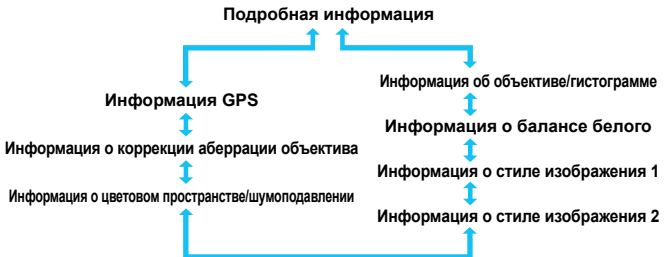 Подробная информация
Информация об объективе/гистограмме
Информация GPS
Информация о балансе белого
Информация о коррекции аберрации объектива
Информация о стиле изображения 1
Информация о цветовом пространстве/шумоподавлении
Информация о стиле изображения 2